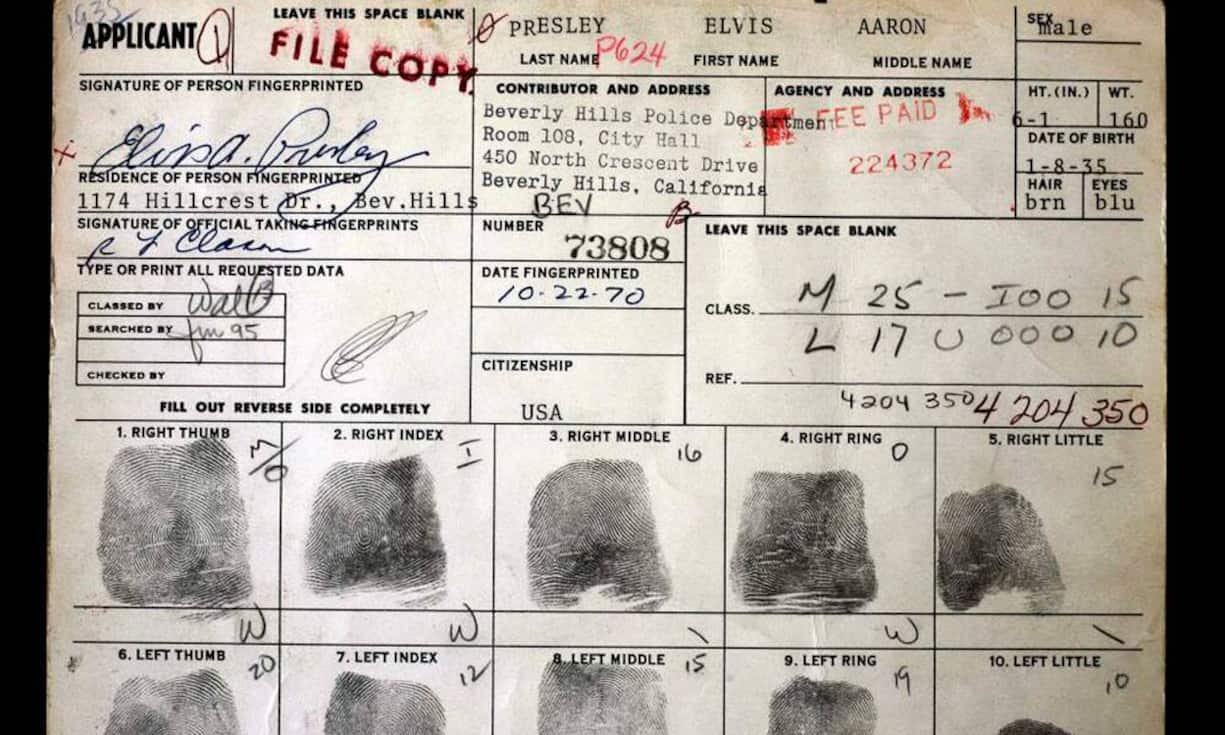 1935
APPLICANT 1
LEAVE THIS SPACE BLANK
FILE COPY
PRESLEY ELVIS AARON
LAST NAME P624 FIRST NAME MIDDLE NAME
SEX
male
SIGNATURE OF PERSON FINGERPRINTED
Elvis A. Presley
CONTRIBUTOR AND ADDRESS
Beverly Hills Police Department
Room 108, City Hall
450 North Crescent Drive
Beverly Hills, California
BEV
AGENCY AND ADDRESS
FEE PAID
224372
HT. (IN.) WT.
6-1 160
DATE OF BIRTH
1-8-35
HAIR EYES
brn blu
RESIDENCE OF PERSON FINGERPRINTED
1174 Hillcrest Dr., Bev.Hills
SIGNATURE OF OFFICIAL TAKING FINGERPRINTS
NUMBER
73808
LEAVE THIS SPACE BLANK
TYPE OR PRINT ALL REQUESTED DATA
CLASSED BY
SEARCHED BY
CHECKED BY
DATE FINGERPRINTED
10-22-70
CLASS. M 25 - IOO 15
L 17 U 000 10
REF.
4204 350 4 204 350
CITIZENSHIP
USA
FILL OUT REVERSE SIDE COMPLETELY
1. RIGHT THUMB 2. RIGHT INDEX 3. RIGHT MIDDLE 4. RIGHT RING 5. RIGHT LITTLE
I 16 O 15
W W \ W \
6. LEFT THUMB 7. LEFT INDEX 8. LEFT MIDDLE 9. LEFT RING 10. LEFT LITTLE
20 12 15 19 10